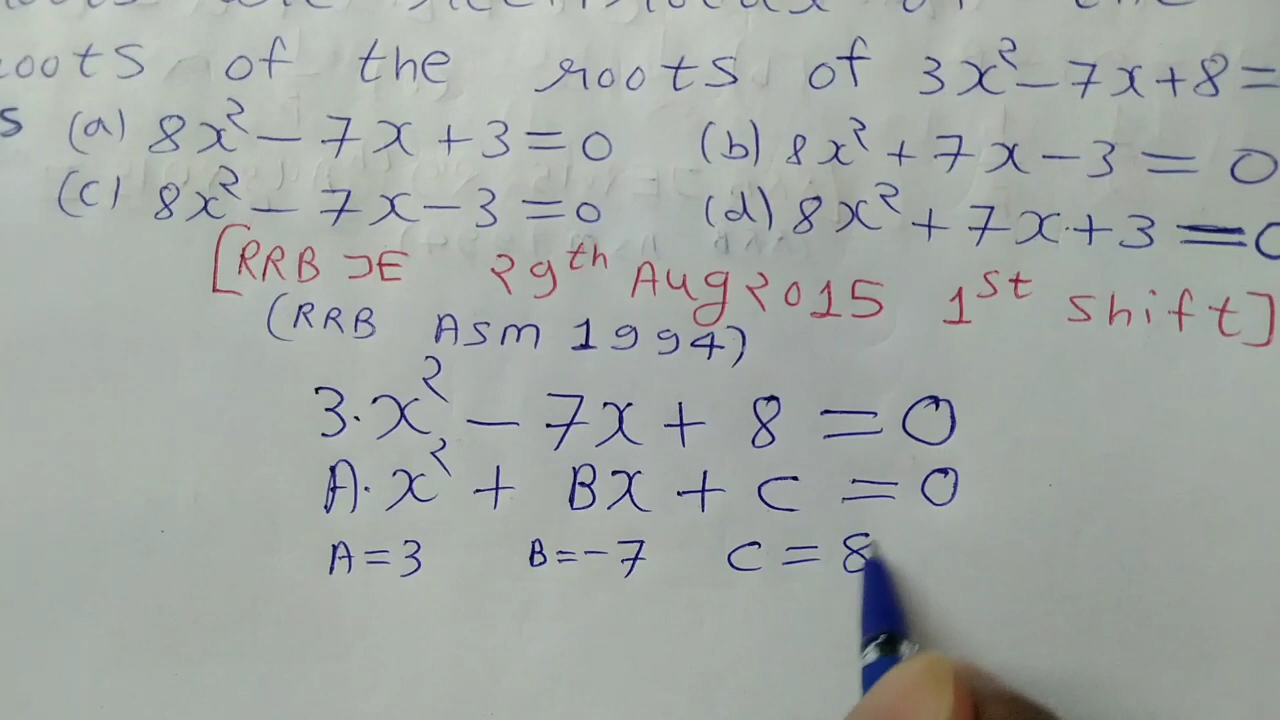 of the
roots of the roots of 3x² - 7x + 8 =
s (a) 8x² - 7x + 3 = 0 (b) 8x² + 7x - 3 = 0
(c) 8x² - 7x - 3 = 0 (d) 8x² + 7x + 3 = 0
[RRB JE 29th Aug 2015 1st shift]
(RRB ASM 1994)
3·x² - 7x + 8 = 0
A·x² + Bx + C = 0
A = 3 B = -7 C = 8